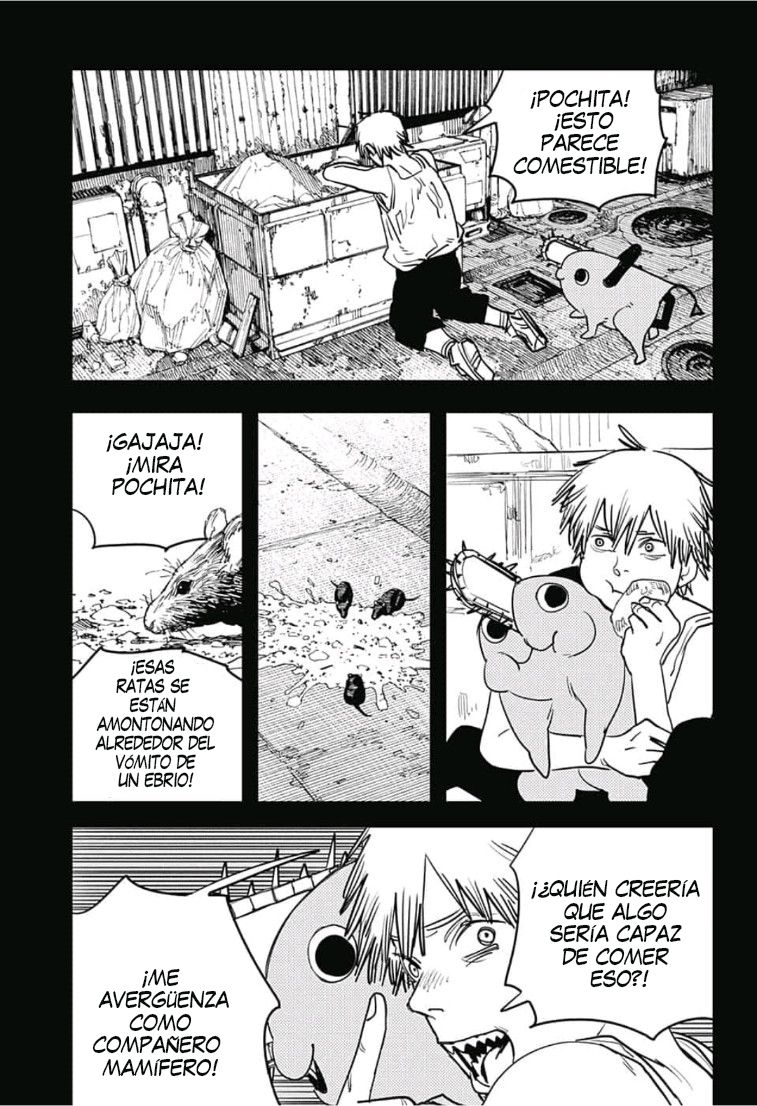 ¡POCHITA!
¡ESTO
PARECE
COMESTIBLE!
¡GAJAJA!
¡MIRA
POCHITA!
¡ESAS
RATAS SE
ESTÁN
AMONTONANDO
ALREDEDOR DEL
VÓMITO DE
UN EBRIO!
¡¿QUIÉN CREERÍA
QUE ALGO
SERÍA CAPAZ
DE COMER
ESO?!
¡ME
AVERGÜENZA
COMO
COMPAÑERO
MAMÍFERO!